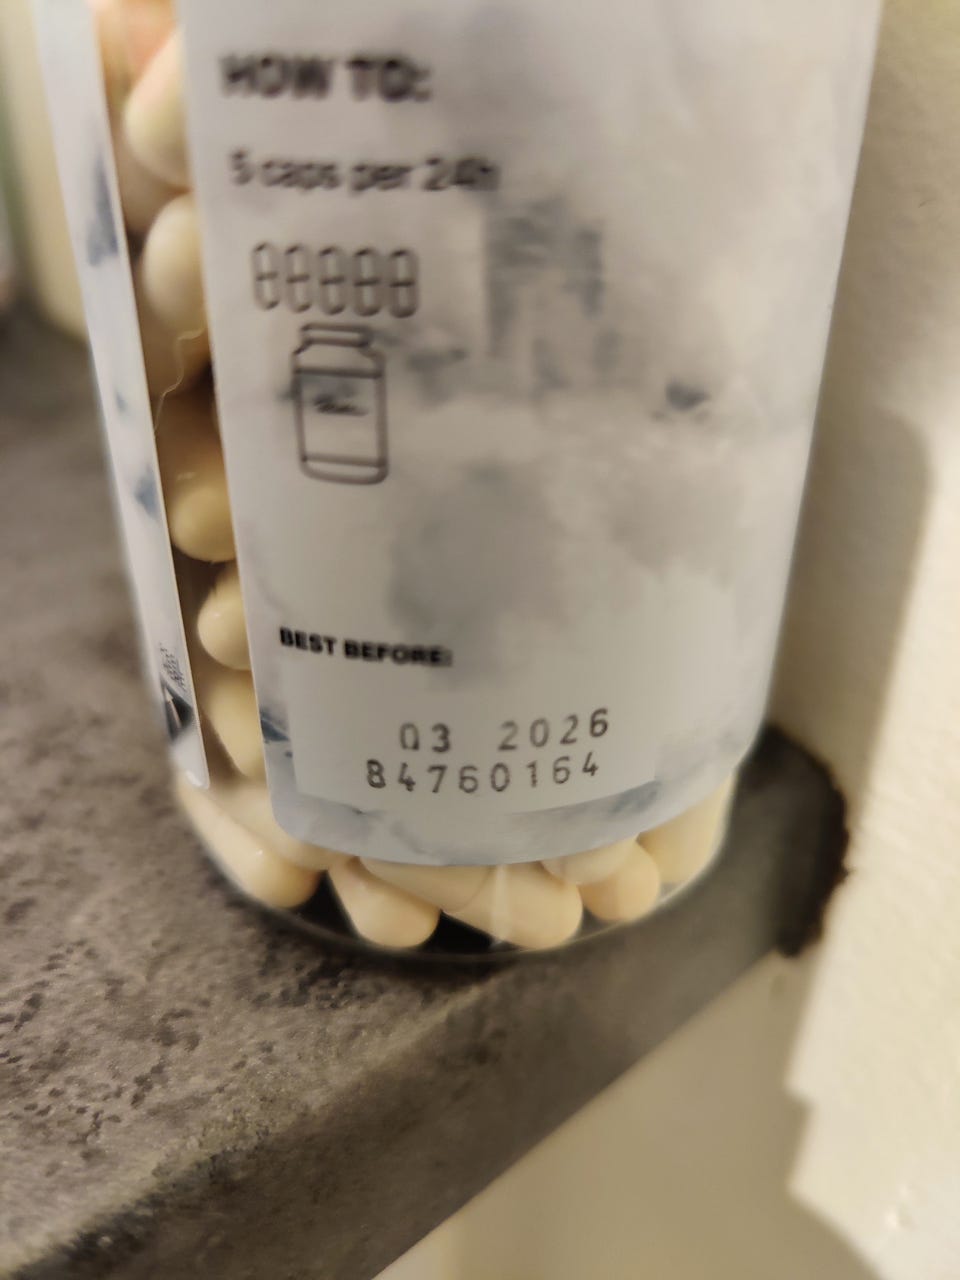 HOW TO:
5 caps per 24h
BEST BEFORE:
03 2026
84760164